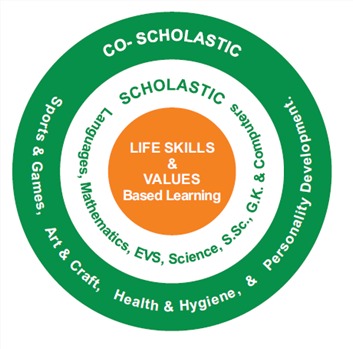 CO- SCHOLASTIC
Sports & Games, Art & Craft, Health & Hygiene, & Personality Development.
SCHOLASTIC
Languages, Mathematics, EVS, Science, S.Sc., G.K. & Computers
LIFE SKILLS
&
VALUES
Based Learning